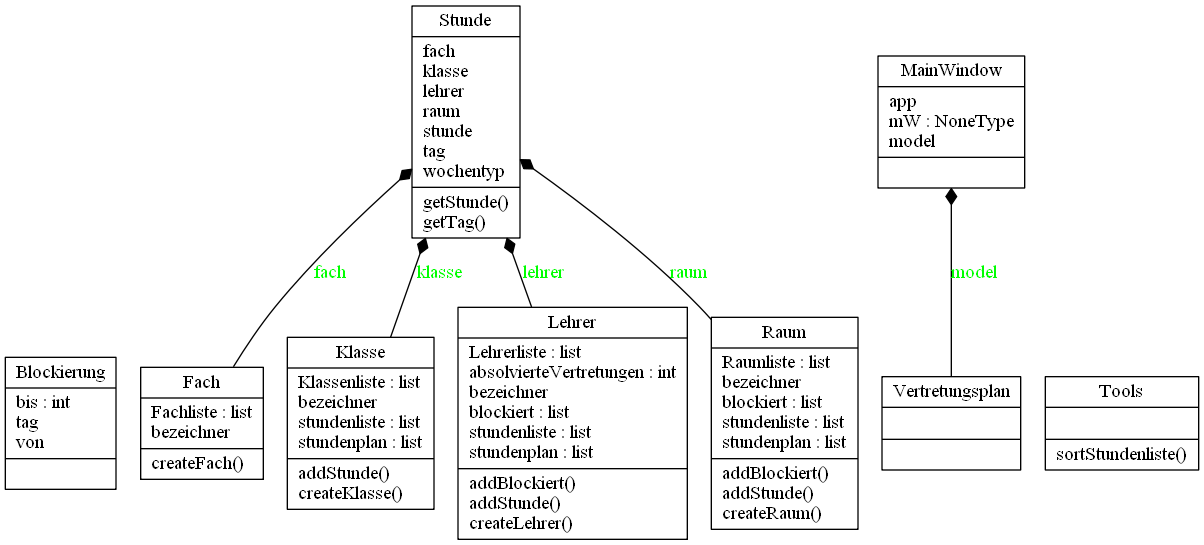 Stunde
fach
klasse
lehrer
raum
stunde
tag
wochentyp
getStunde()
getTag()
MainWindow
app
mW : NoneType
model
fach
klasse
lehrer
raum
model
Blockierung
bis : int
tag
von
Fach
Fachliste : list
bezeichner
createFach()
Klasse
Klassenliste : list
bezeichner
stundenliste : list
stundenplan : list
addStunde()
createKlasse()
Lehrer
Lehrerliste : list
absolvierteVertretungen : int
bezeichner
blockiert : list
stundenliste : list
stundenplan : list
addBlockiert()
addStunde()
createLehrer()
Raum
Raumliste : list
bezeichner
blockiert : list
stundenliste : list
stundenplan : list
addBlockiert()
addStunde()
createRaum()
Vertretungsplan
Tools
sortStundenliste()